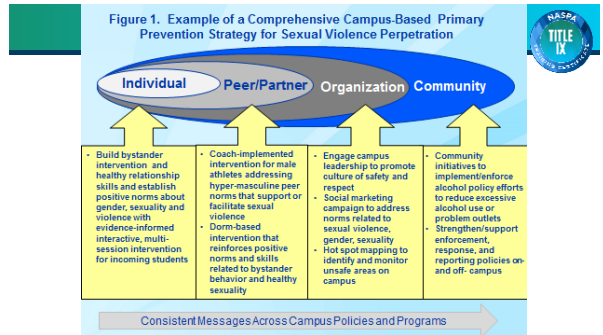 Figure 1. Example of a Comprehensive Campus-Based Primary
Prevention Strategy for Sexual Violence Perpetration
NASPA
TITLE
IX
TRAINING CERTIFICATE
Individual
Peer/Partner
Organization
Community
• Build bystander
intervention and
healthy relationship
skills and establish
positive norms about
gender, sexuality and
violence with
evidence-informed
interactive, multi-
session intervention
for incoming students
• Coach-implemented
intervention for male
athletes addressing
hyper-masculine peer
norms that support or
facilitate sexual
violence
• Dorm-based
intervention that
reinforces positive
norms and skills
related to bystander
behavior and healthy
sexuality
• Engage campus
leadership to promote
culture of safety and
respect
• Social marketing
campaign to address
norms related to
sexual violence,
gender, sexuality
• Hot spot mapping to
identify and monitor
unsafe areas on
campus
• Community
initiatives to
implement/enforce
alcohol policy efforts
to reduce excessive
alcohol use or
problem outlets
• Strengthen/support
enforcement,
response, and
reporting policies on-
and off- campus
Consistent Messages Across Campus Policies and Programs